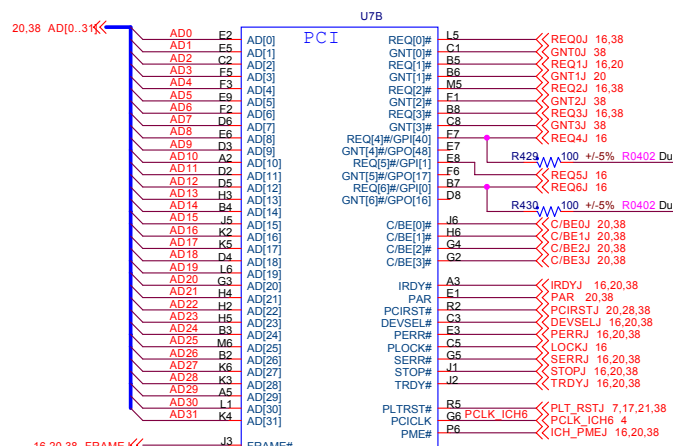 U7B
PCI
20,38 AD[0..31]
AD0 E2 AD[0] REQ[0]# L5 REQ0J 16,38
AD1 E5 AD[1] GNT[0]# C1 GNT0J 38
AD2 C2 AD[2] REQ[1]# B5 REQ1J 16,20
AD3 F5 AD[3] GNT[1]# B6 GNT1J 20
AD4 F3 AD[4] REQ[2]# M5 REQ2J 16,38
AD5 E9 AD[5] GNT[2]# F1 GNT2J 38
AD6 F2 AD[6] REQ[3]# B8 REQ3J 16,38
AD7 D6 AD[7] GNT[3]# C8 GNT3J 38
AD8 E6 AD[8] REQ[4]#/GPI[40] F7 REQ4J 16
AD9 D3 AD[9] GNT[4]#/GPO[48] E7
R429 100 +/-5% R0402 Du
AD10 A2 AD[10] REQ[5]#/GPI[1] E8 REQ5J 16
AD11 D2 AD[11] GNT[5]#/GPO[17] F6
AD12 D5 AD[12] REQ[6]#/GPI[0] B7 REQ6J 16
AD13 H3 AD[13] GNT[6]#/GPO[16] D8
AD14 B4 AD[14]
R430 100 +/-5% R0402 Du
AD15 J5 AD[15] C/BE[0]# J6 C/BE0J 20,38
AD16 K2 AD[16] C/BE[1]# H6 C/BE1J 20,38
AD17 K5 AD[17] C/BE[2]# G4 C/BE2J 20,38
AD18 D4 AD[18] C/BE[3]# G2 C/BE3J 20,38
AD19 L6 AD[19]
AD20 G3 AD[20] IRDY# A3 IRDYJ 16,20,38
AD21 H4 AD[21] PAR E1 PAR 20,38
AD22 H2 AD[22] PCIRST# R2 PCIRSTJ 20,28,38
AD23 H5 AD[23] DEVSEL# C3 DEVSELJ 16,20,38
AD24 B3 AD[24] PERR# E3 PERRJ 16,20,38
AD25 M6 AD[25] PLOCK# C5 LOCKJ 16
AD26 B2 AD[26] SERR# G5 SERRJ 16,20,38
AD27 K6 AD[27] STOP# J1 STOPJ 16,20,38
AD28 K3 AD[28] TRDY# J2 TRDYJ 16,20,38
AD29 A5 AD[29]
AD30 L1 AD[30] PLTRST# R5 PLT_RSTJ 7,17,21,38
AD31 K4 AD[31] PCICLK G6 PCLK_ICH6 PCLK_ICH6 4
PME# P6 ICH_PMEJ 16,20,38
16,20,38 J3 FRAME#